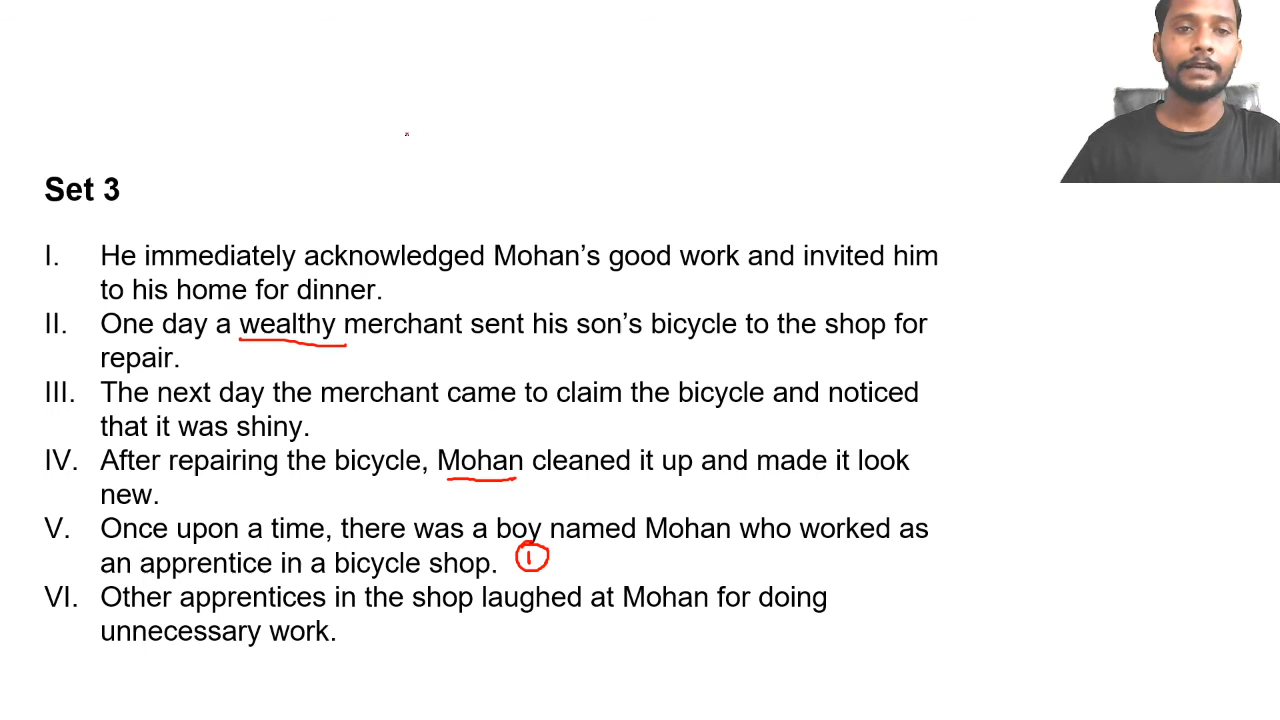 Set 3
I. He immediately acknowledged Mohan’s good work and invited him
to his home for dinner.
II. One day a wealthy merchant sent his son’s bicycle to the shop for
repair.
III. The next day the merchant came to claim the bicycle and noticed
that it was shiny.
IV. After repairing the bicycle, Mohan cleaned it up and made it look
new.
V. Once upon a time, there was a boy named Mohan who worked as
an apprentice in a bicycle shop. 1
VI. Other apprentices in the shop laughed at Mohan for doing
unnecessary work.